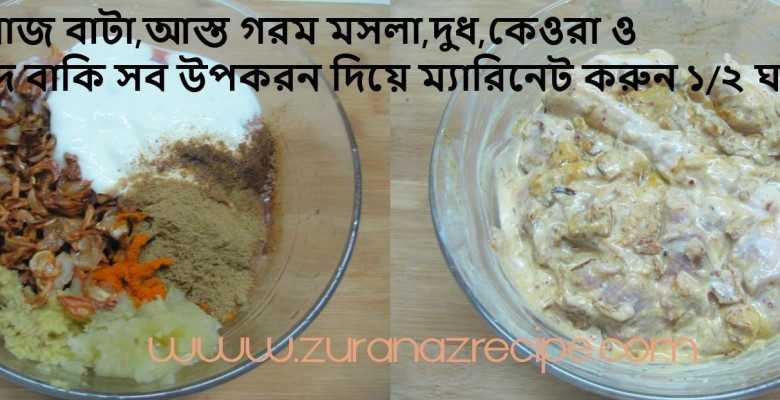 বাটা,আস্ত গরম মসলা,দুধ,কেওরা ও
বাকি সব উপকরন দিয়ে ম্যারিনেট করুন ১/২
www.zuranazrecipe.com